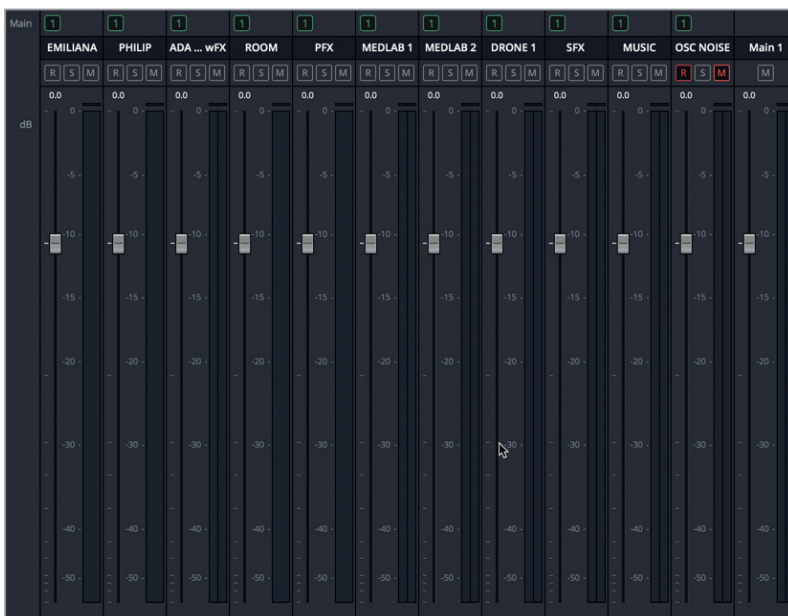 Main 1 1 1 1 1 1 1 1 1 1 1
EMILIANA PHILIP ADA ... wFX ROOM PFX MEDLAB 1 MEDLAB 2 DRONE 1 SFX MUSIC OSC NOISE Main 1
R S M R S M R S M R S M R S M R S M R S M R S M R S M R S M R S M M
0.0 0.0 0.0 0.0 0.0 0.0 0.0 0.0 0.0 0.0 0.0 0.0
0 0 0 0 0 0 0 0 0 0 0 0
dB
-5 -5 -5 -5 -5 -5 -5 -5 -5 -5 -5 -5
-10 -10 -10 -10 -10 -10 -10 -10 -10 -10 -10 -10
-15 -15 -15 -15 -15 -15 -15 -15 -15 -15 -15 -15
-20 -20 -20 -20 -20 -20 -20 -20 -20 -20 -20 -20
-30 -30 -30 -30 -30 -30 -30 -30 -30 -30 -30 -30
-40 -40 -40 -40 -40 -40 -40 -40 -40 -40 -40 -40
-50 -50 -50 -50 -50 -50 -50 -50 -50 -50 -50 -50